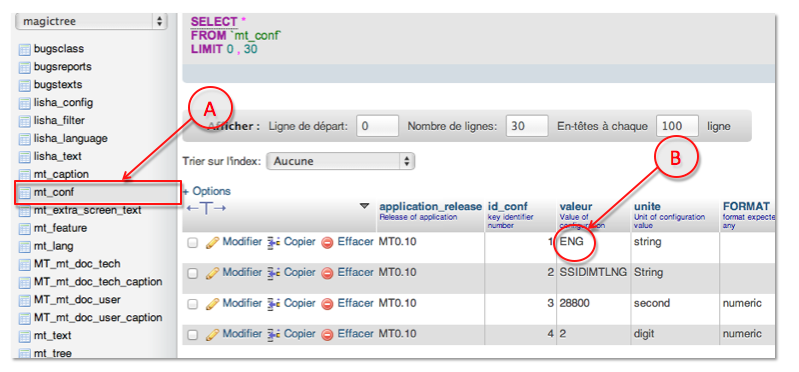 magictree
bugsclass
bugsreports
bugstexts
lisha_config
lisha_filter
lisha_language
lisha_text
mt_caption
mt_conf
mt_extra_screen_text
mt_feature
mt_lang
MT_mt_doc_tech
MT_mt_doc_tech_caption
MT_mt_doc_user
MT_mt_doc_user_caption
mt_text
mt_tree
SELECT *
FROM `mt_conf`
LIMIT 0 , 30
A
Afficher : Ligne de départ: 0 Nombre de lignes: 30 En-têtes à chaque 100 ligne
Trier sur l'index: Aucune
B
+ Options
←T→ application_release id_conf valeur unite FORMAT
Release of application key identifier Value of Unit of configuration format expecte
number configuration value any
Modifier Copier Effacer MT0.10 1 ENG string
Modifier Copier Effacer MT0.10 2 SSIDIMTLNG String
Modifier Copier Effacer MT0.10 3 28800 second numeric
Modifier Copier Effacer MT0.10 4 2 digit numeric